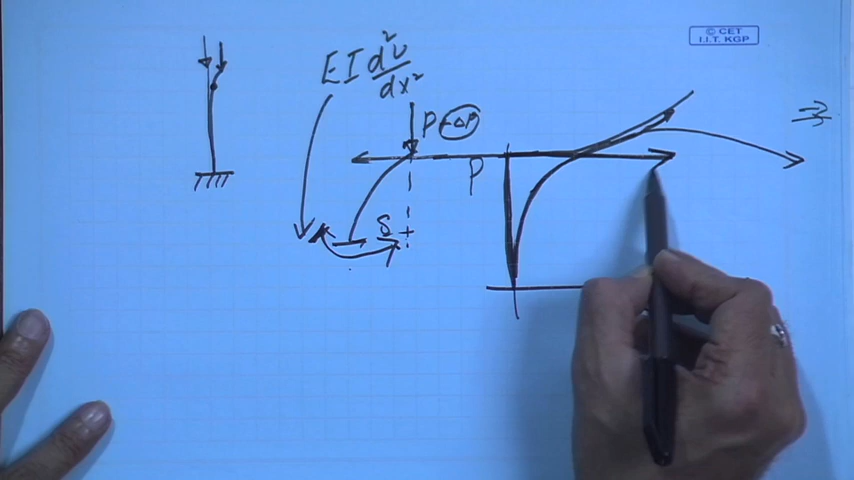 © CET
I.I.T. KGP
EI d²v/dx²
P + ΔP
P
δ